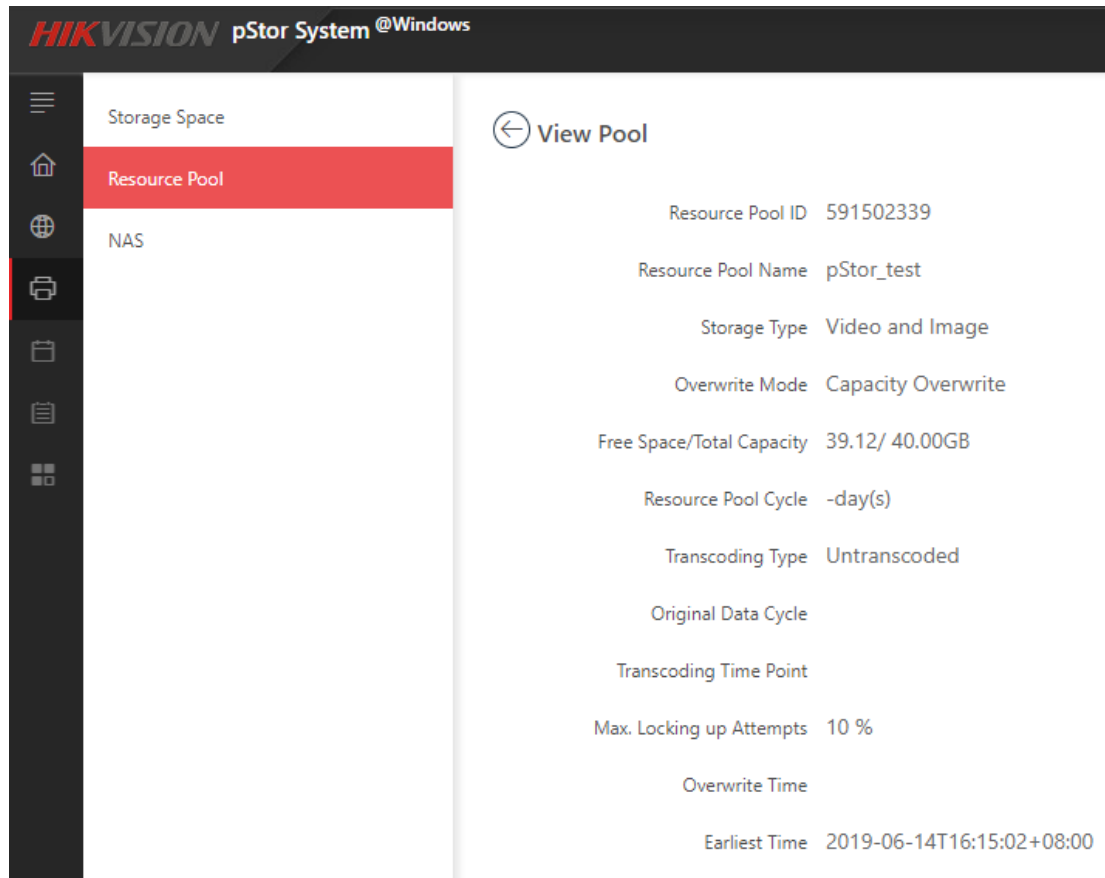 HIKVISION pStor System @Windows
Storage Space
Resource Pool
NAS
View Pool
Resource Pool ID 591502339
Resource Pool Name pStor_test
Storage Type Video and Image
Overwrite Mode Capacity Overwrite
Free Space/Total Capacity 39.12/ 40.00GB
Resource Pool Cycle -day(s)
Transcoding Type Untranscoded
Original Data Cycle
Transcoding Time Point
Max. Locking up Attempts 10 %
Overwrite Time
Earliest Time 2019-06-14T16:15:02+08:00